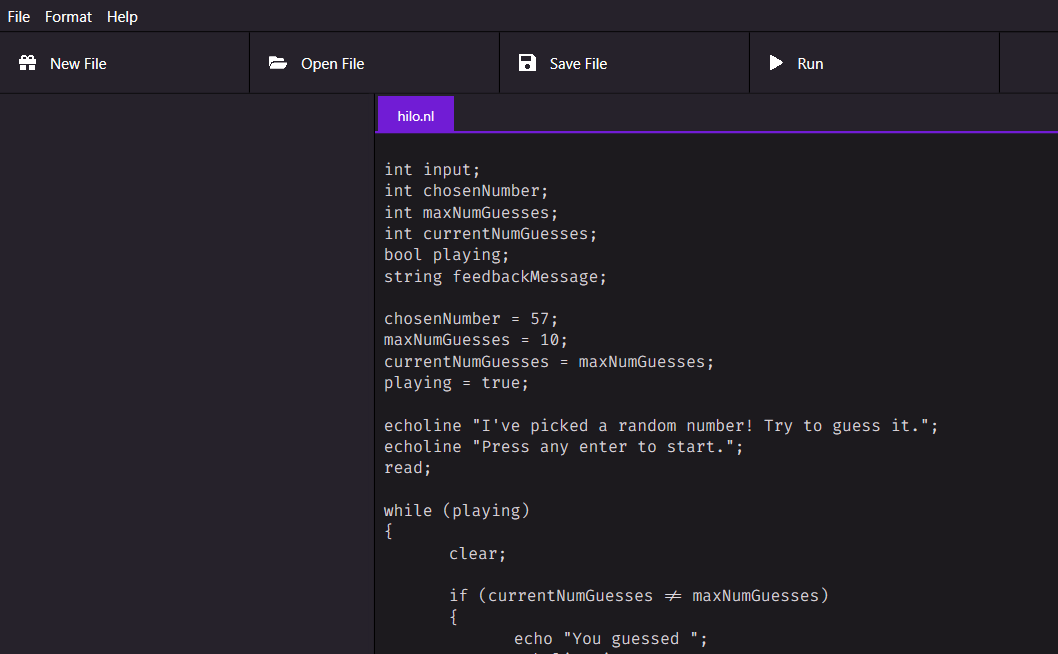 File Format Help
New File Open File Save File Run
hilo.nl
int input;
int chosenNumber;
int maxNumGuesses;
int currentNumGuesses;
bool playing;
string feedbackMessage;
chosenNumber = 57;
maxNumGuesses = 10;
currentNumGuesses = maxNumGuesses;
playing = true;
echoline "I've picked a random number! Try to guess it.";
echoline "Press any enter to start.";
read;
while (playing)
{
clear;
if (currentNumGuesses ≠ maxNumGuesses)
{
echo "You guessed ";